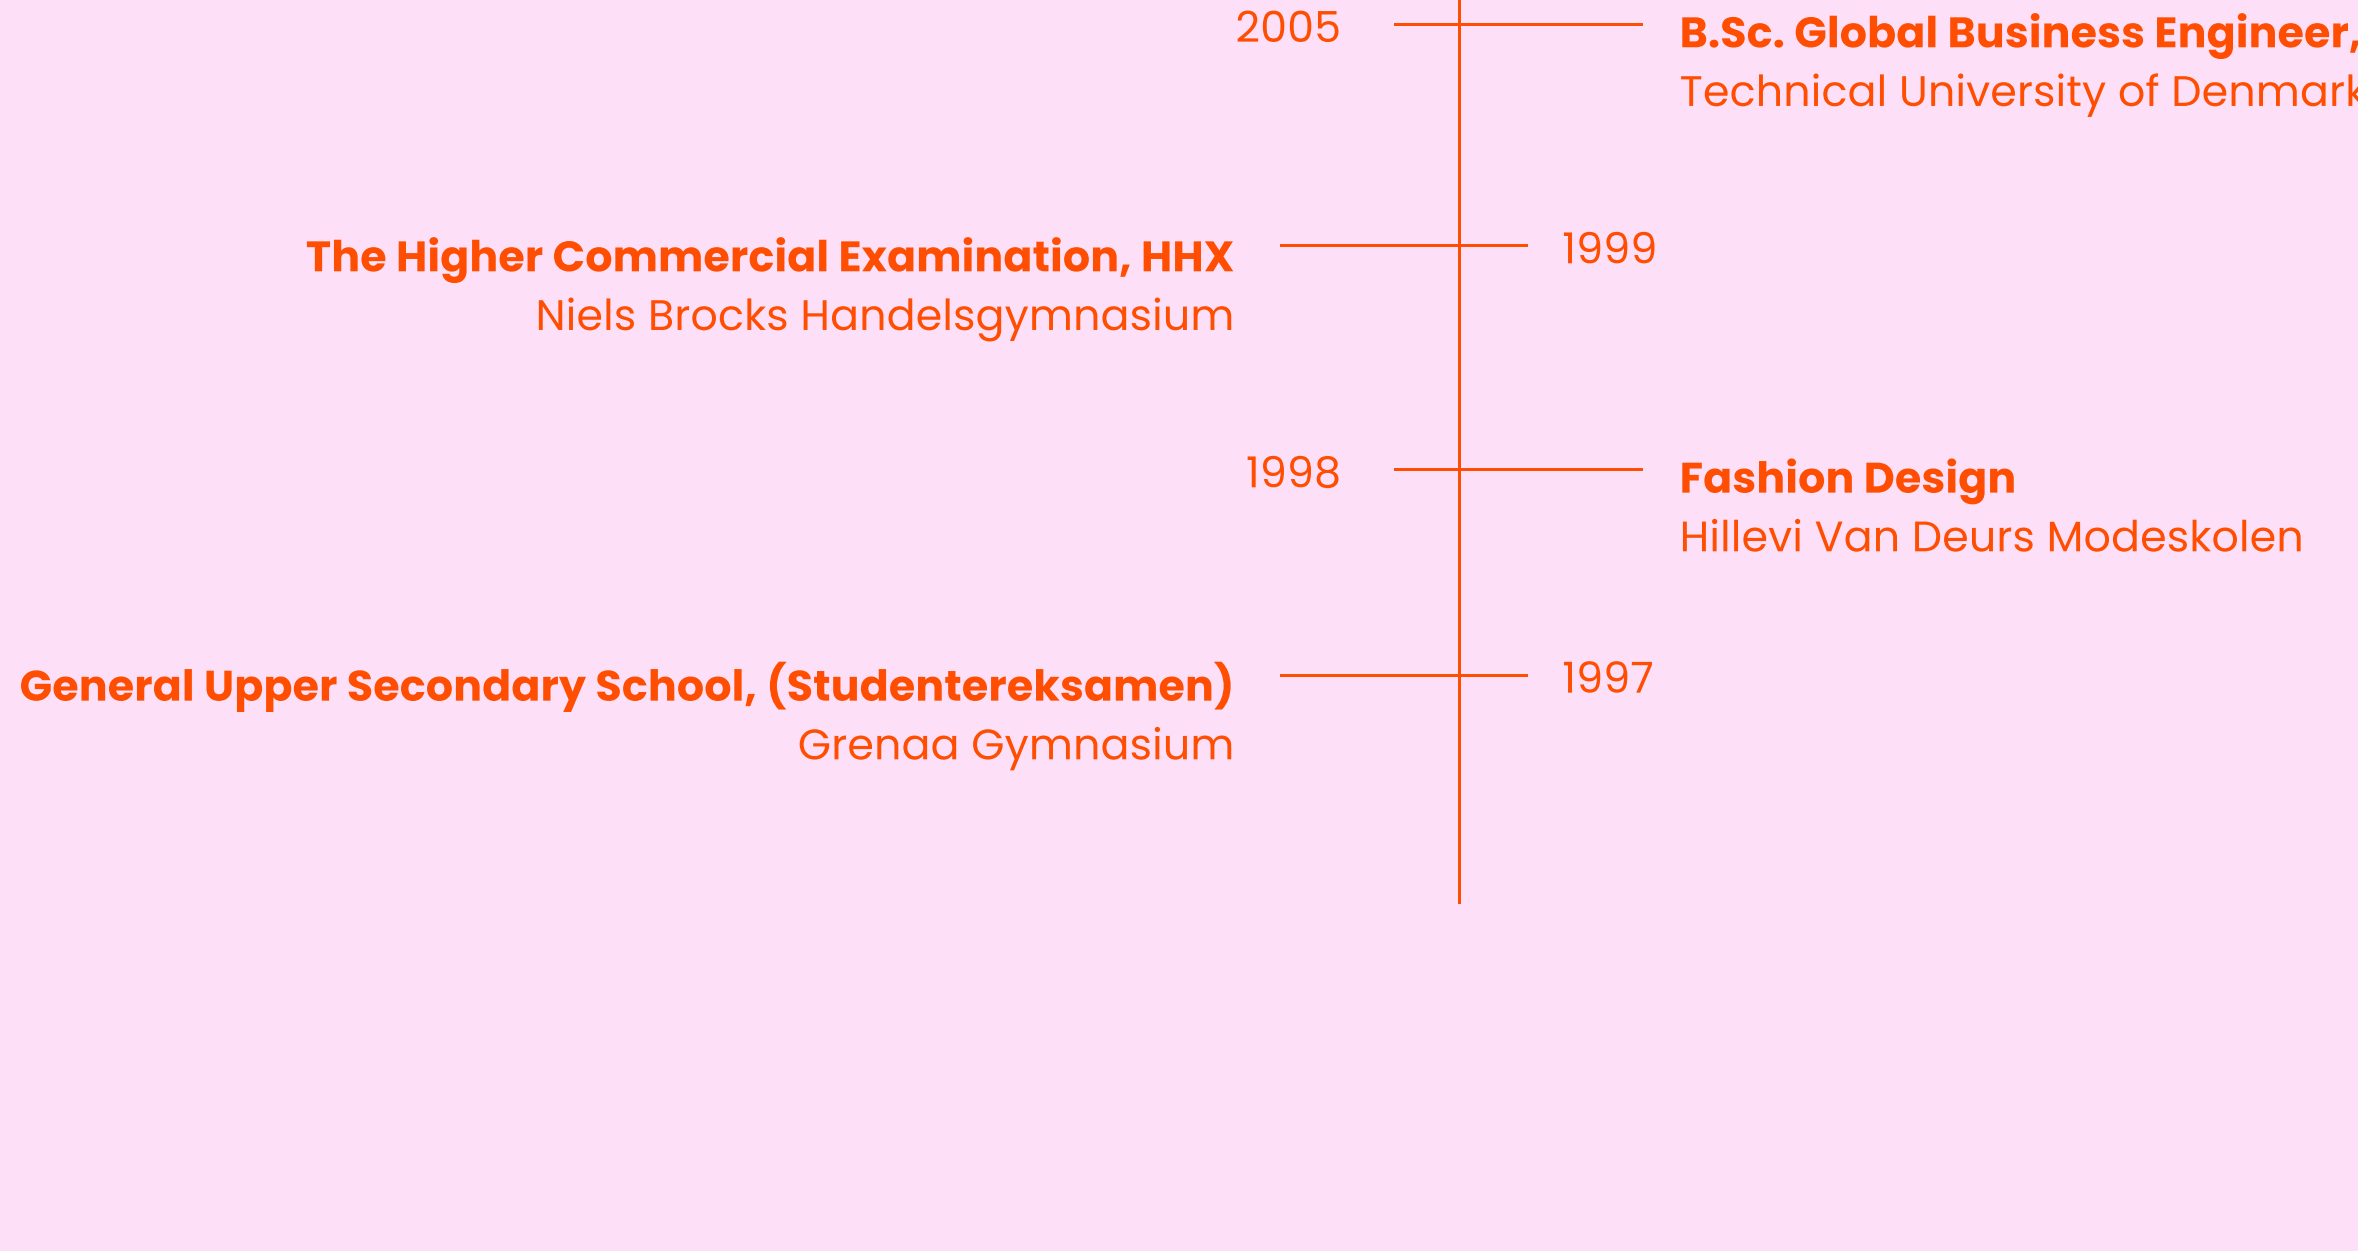 2005
B.Sc. Global Business Engineer,
Technical University of Denmark
The Higher Commercial Examination, HHX
Niels Brocks Handelsgymnasium
1999
1998
Fashion Design
Hillevi Van Deurs Modeskolen
General Upper Secondary School, (Studentereksamen)
Grenaa Gymnasium
1997